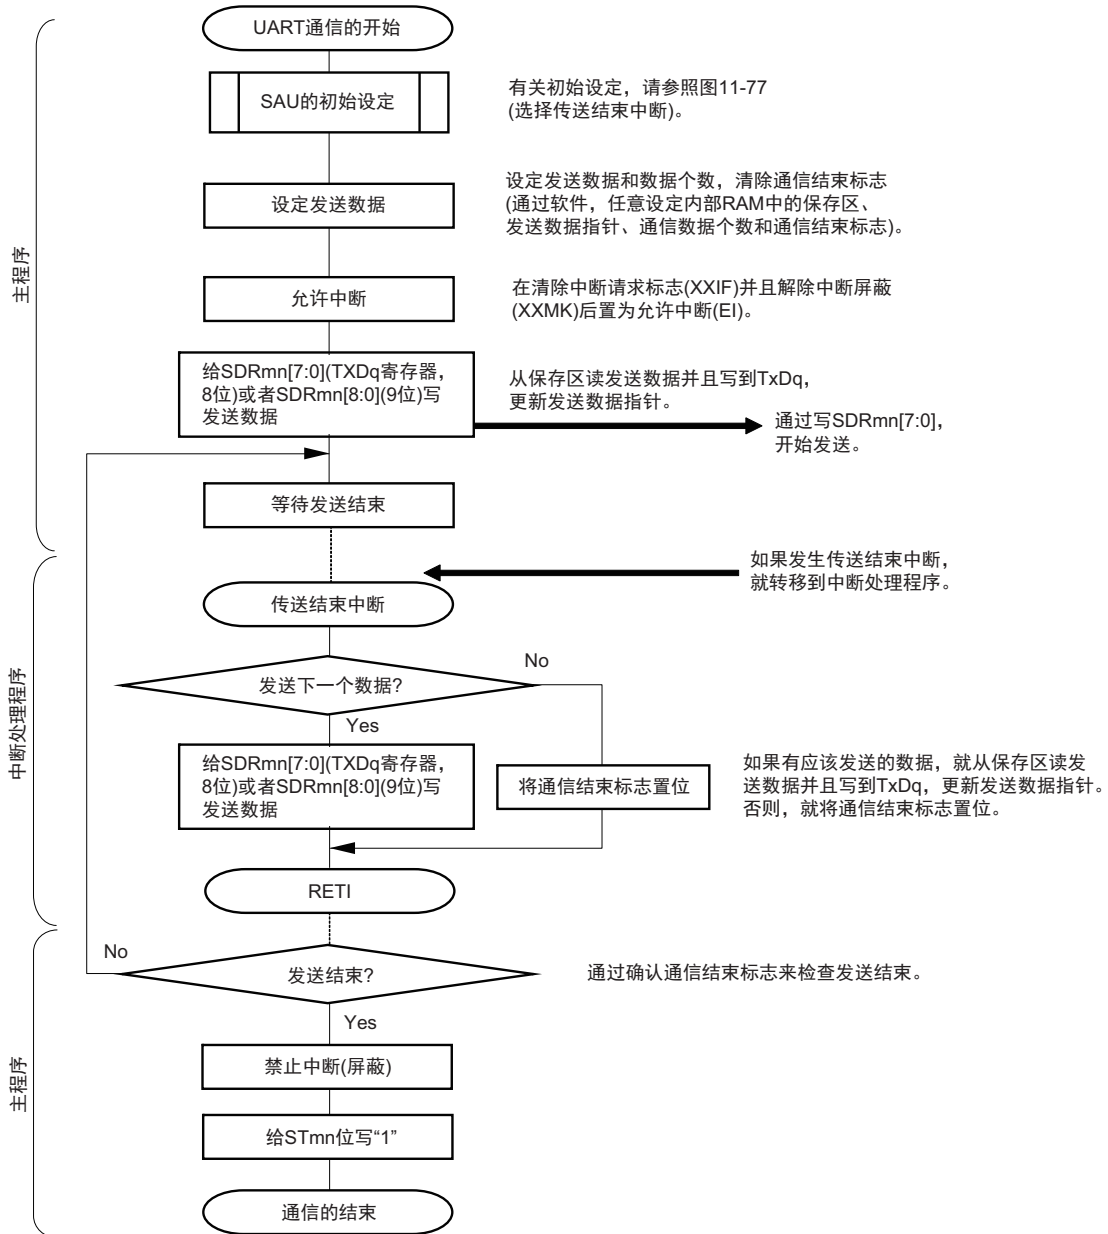 UART通信的开始
SAU的初始设定
有关初始设定，请参照图11-77
(选择传送结束中断)。
设定发送数据
设定发送数据和数据个数，清除通信结束标志
(通过软件，任意设定内部RAM中的保存区、
发送数据指针、通信数据个数和通信结束标志)。
主程序
允许中断
在清除中断请求标志(XXIF)并且解除中断屏蔽
(XXMK)后置为允许中断(EI)。
给SDRmn[7:0](TXDq寄存器，
8位)或者SDRmn[8:0](9位)写
发送数据
从保存区读发送数据并且写到TxDq，
更新发送数据指针。
通过写SDRmn[7:0]，
开始发送。
等待发送结束
如果发生传送结束中断，
就转移到中断处理程序。
传送结束中断
中断处理程序
发送下一个数据?
No
Yes
给SDRmn[7:0](TXDq寄存器，
8位)或者SDRmn[8:0](9位)写
发送数据
将通信结束标志置位
如果有应该发送的数据，就从保存区读发
送数据并且写到TxDq，更新发送数据指针。
否则，就将通信结束标志置位。
RETI
No
发送结束?
通过确认通信结束标志来检查发送结束。
Yes
主程序
禁止中断(屏蔽)
给STmn位写“1”
通信的结束